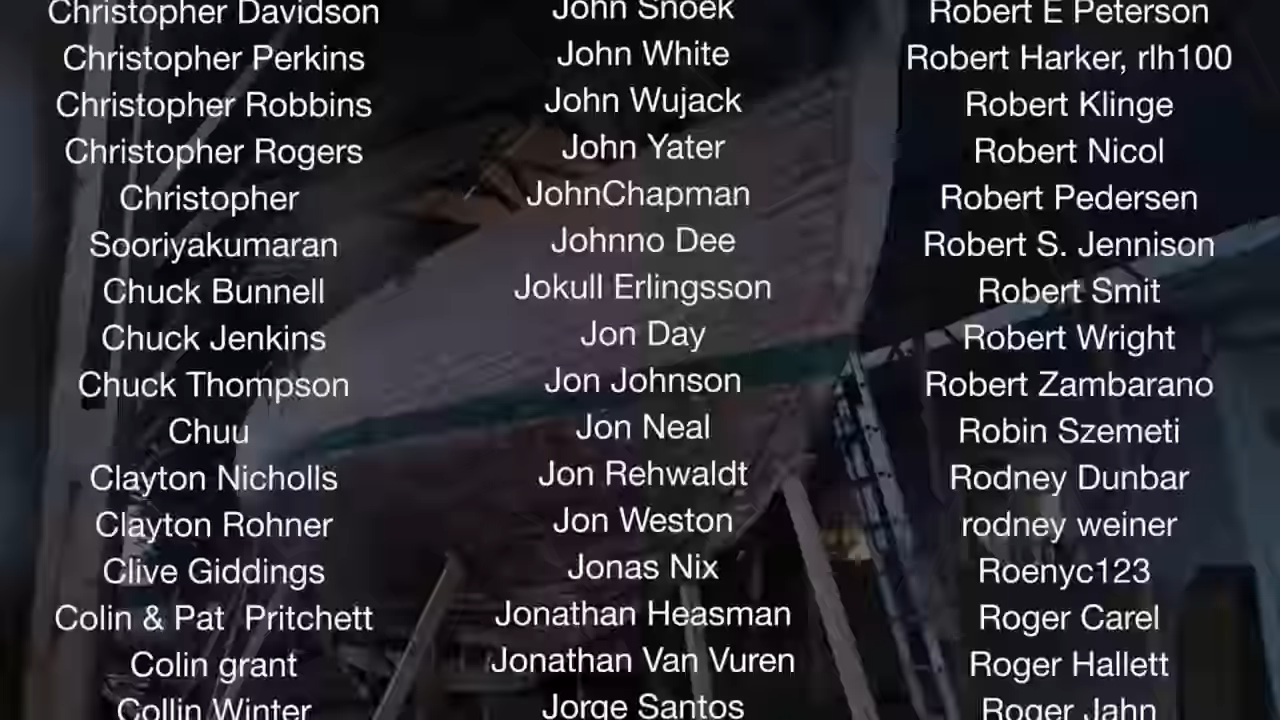 Christopher Davidson
Christopher Perkins
Christopher Robbins
Christopher Rogers
Christopher
Sooriyakumaran
Chuck Bunnell
Chuck Jenkins
Chuck Thompson
Chuu
Clayton Nicholls
Clayton Rohner
Clive Giddings
Colin & Pat  Pritchett
Colin grant
Collin Winter
John Snoek
John White
John Wujack
John Yater
JohnChapman
Johnno Dee
Jokull Erlingsson
Jon Day
Jon Johnson
Jon Neal
Jon Rehwaldt
Jon Weston
Jonas Nix
Jonathan Heasman
Jonathan Van Vuren
Jorge Santos
Robert E Peterson
Robert Harker, rlh100
Robert Klinge
Robert Nicol
Robert Pedersen
Robert S. Jennison
Robert Smit
Robert Wright
Robert Zambarano
Robin Szemeti
Rodney Dunbar
rodney weiner
Roenyc123
Roger Carel
Roger Hallett
Roger Jahn